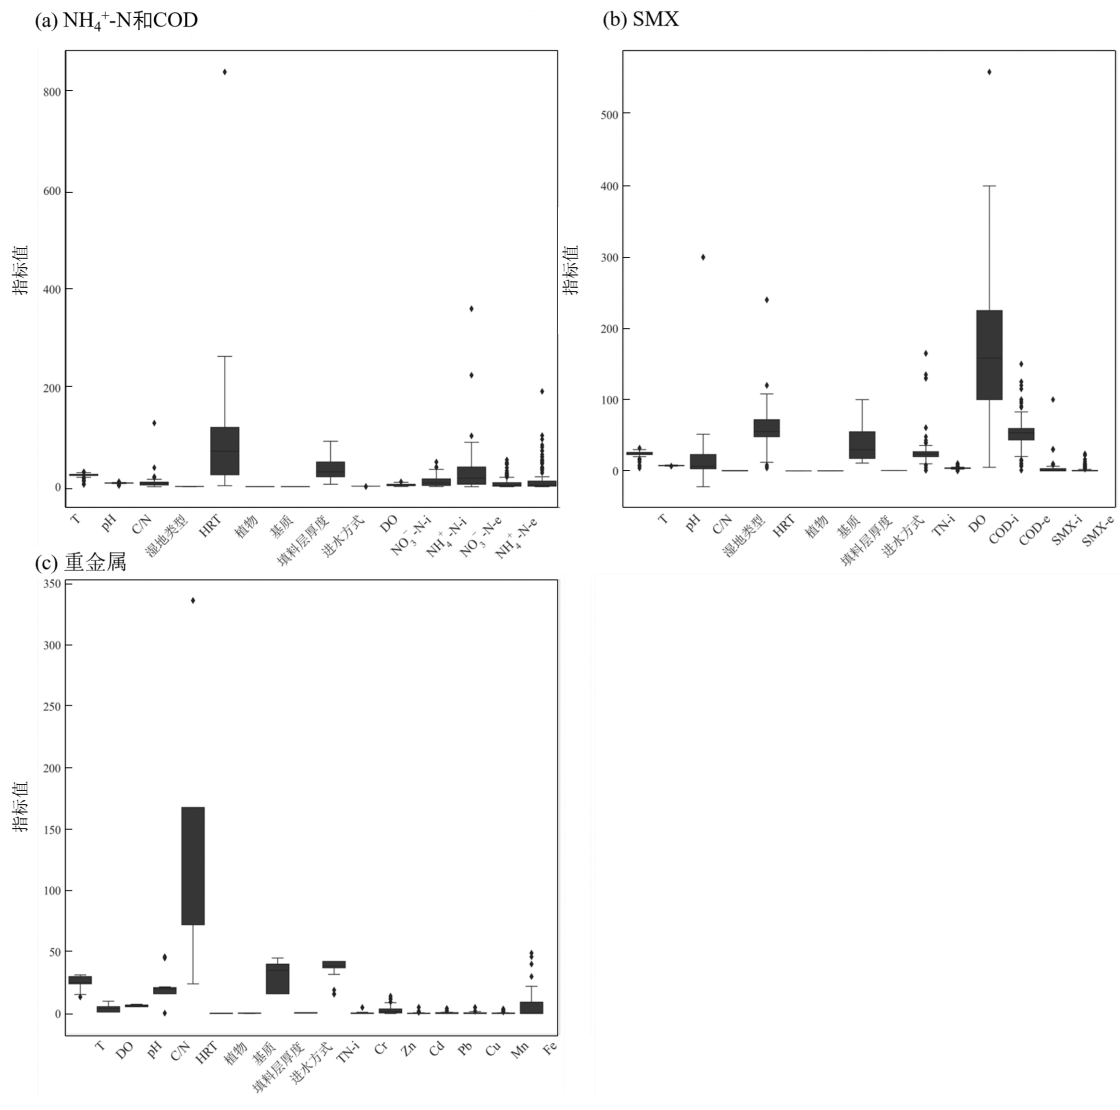 (a) NH₄⁺-N和COD
指标值
800
600
400
200
0
T
pH
C/N
湿地类型
HRT
植物
基质
填料层厚度
进水方式
DO
NO₃⁻-N-i
NH₄⁺-N-i
NO₃⁻-N-e
NH₄⁺-N-e
(b) SMX
指标值
500
400
300
200
100
0
T
pH
C/N
湿地类型
HRT
植物
基质
填料层厚度
进水方式
TN-i
DO
COD-i
COD-e
SMX-i
SMX-e
(c) 重金属
指标值
350
300
250
200
150
100
50
0
T
DO
pH
C/N
HRT
植物
基质
填料层厚度
进水方式
TN-i
Cr
Zn
Cd
Pb
Cu
Mn
Fe